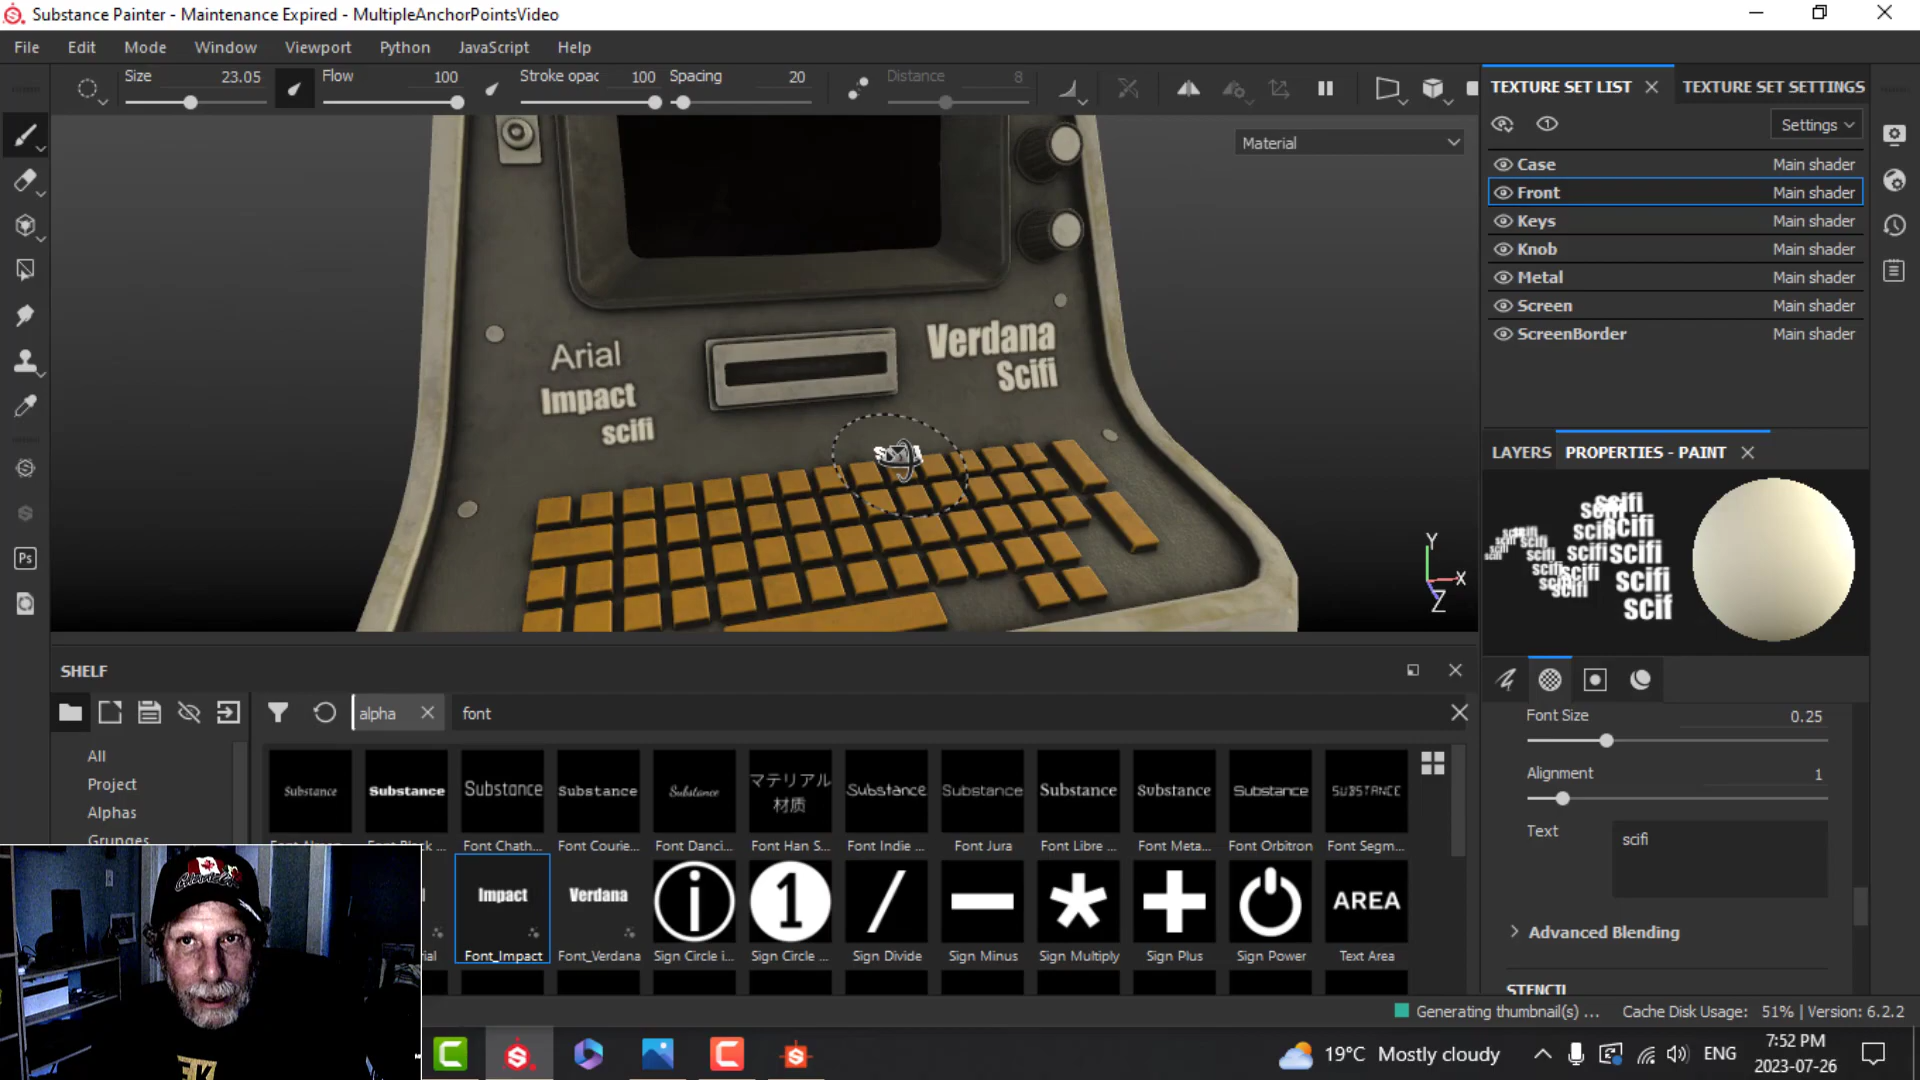 Substance Painter - Maintenance Expired - MultipleAnchorPointsVideo
File Edit Mode Window Viewport Python JavaScript Help
Size 23.05 Flow 100 Stroke opac 100 Spacing 20 Distance 8
Material
TEXTURE SET LIST
TEXTURE SET SETTINGS
Settings
Case Main shader
Front Main shader
Keys Main shader
Knob Main shader
Metal Main shader
Screen Main shader
ScreenBorder Main shader
Arial
Impact
scifi
Verdana
Scifi
Y
X
Z
LAYERS
PROPERTIES - PAINT
Font Size 0.25
Alignment 1
Text
scifi
Advanced Blending
STENCIL
SHELF
alpha
font
All
Project
Alphas
Grunges
Substance Substance Substance Substance Substance マテリアル Substance Substance Substance Substance Substance SUBSTANCE
材质
Font Chath... Font Courie... Font Danci... Font Han S... Font Indie ... Font Jura Font Libre ... Font Meta... Font Orbitron Font Segm...
Impact Verdana i 1 AREA
Font_Impact Font_Verdana Sign Circle i... Sign Circle ... Sign Divide Sign Minus Sign Multiply Sign Plus Sign Power Text Area
Generating thumbnail(s) ... Cache Disk Usage: 51% | Version: 6.2.2
Ps
19°C Mostly cloudy
ENG
7:52 PM
2023-07-26